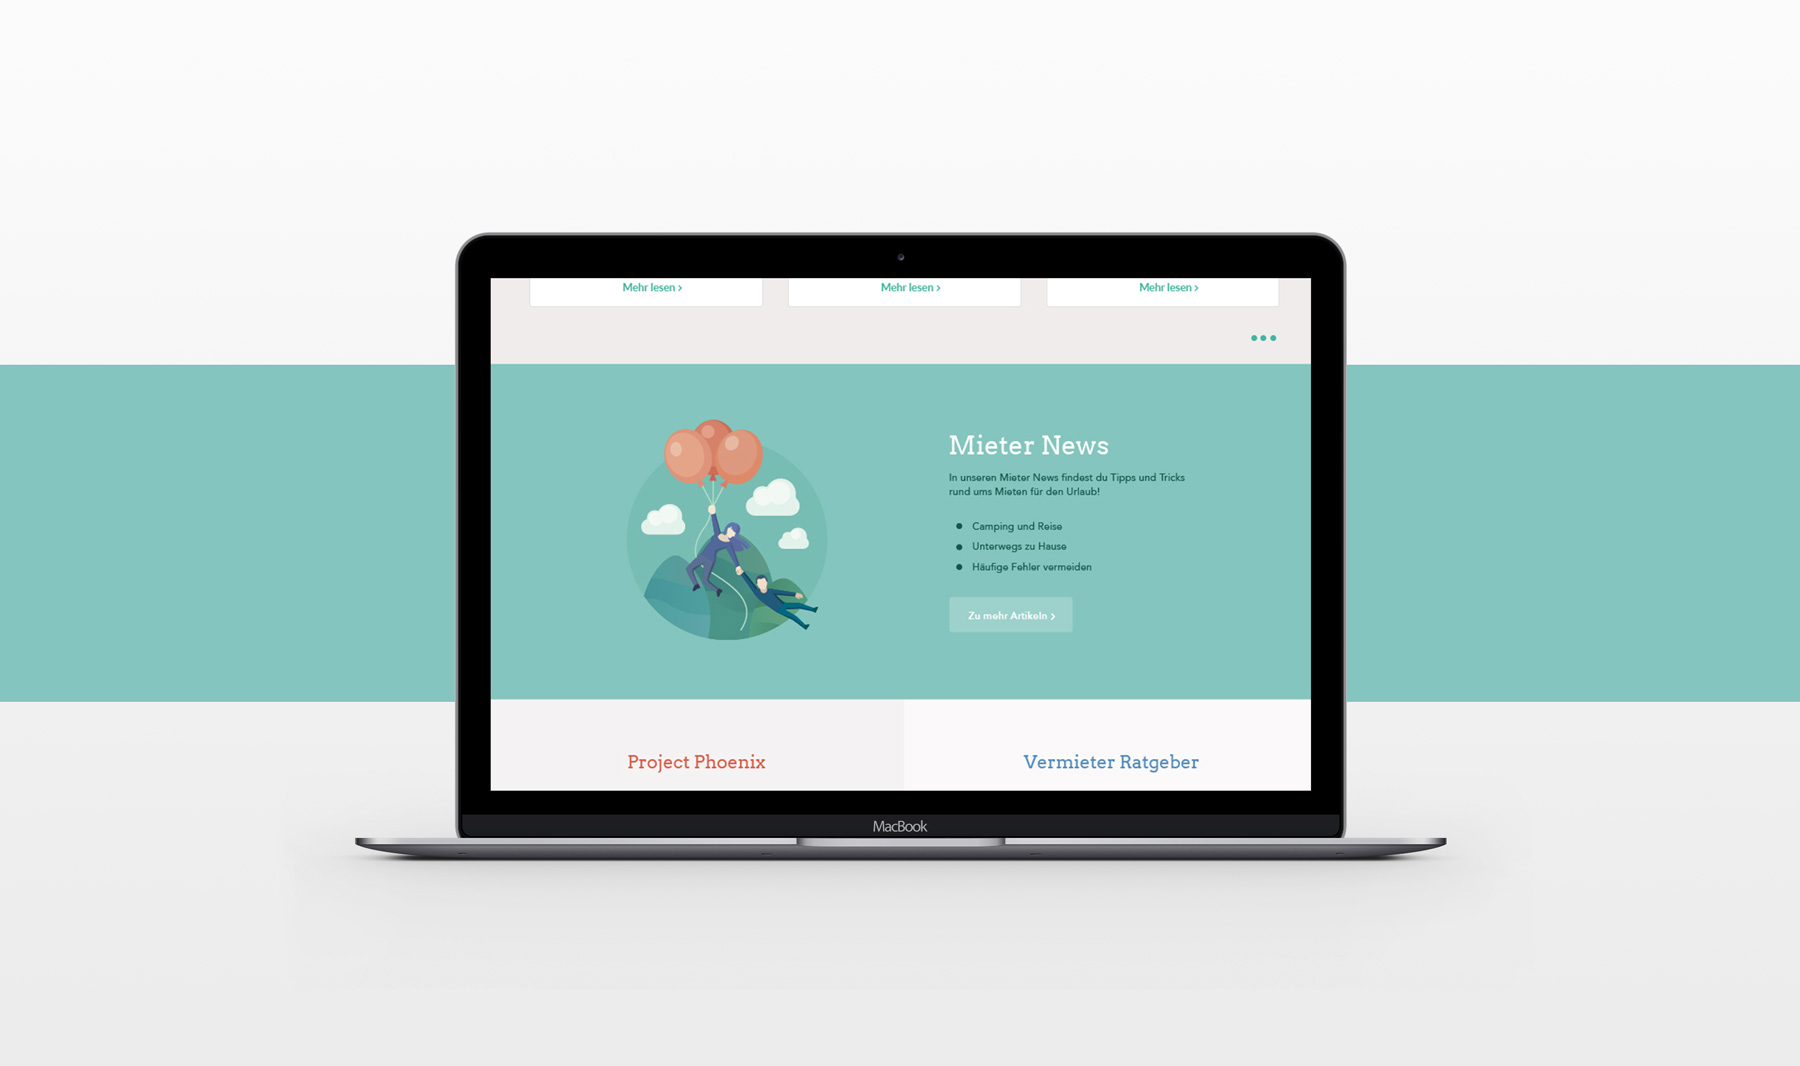 Mehr lesen ›
Mehr lesen ›
Mehr lesen ›
Mieter News
In unseren Mieter News findest du Tipps und Tricks
rund ums Mieten für den Urlaub!
● Camping und Reise
● Unterwegs zu Hause
● Häufige Fehler vermeiden
Zu mehr Artikeln ›
Project Phoenix
Vermieter Ratgeber
MacBook